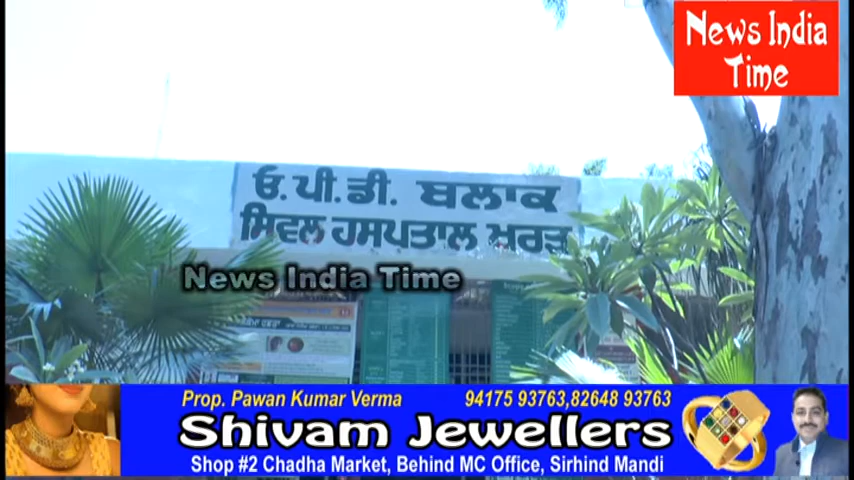 News India
Time
ਓ.ਪੀ.ਡੀ. ਬਲਾਕ
ਸਿਵਲ ਹਸਪਤਾਲ ਖਰੜ
News India Time
Prop. Pawan Kumar Verma 94175 93763,82648 93763
Shivam Jewellers
Shop #2 Chadha Market, Behind MC Office, Sirhind Mandi